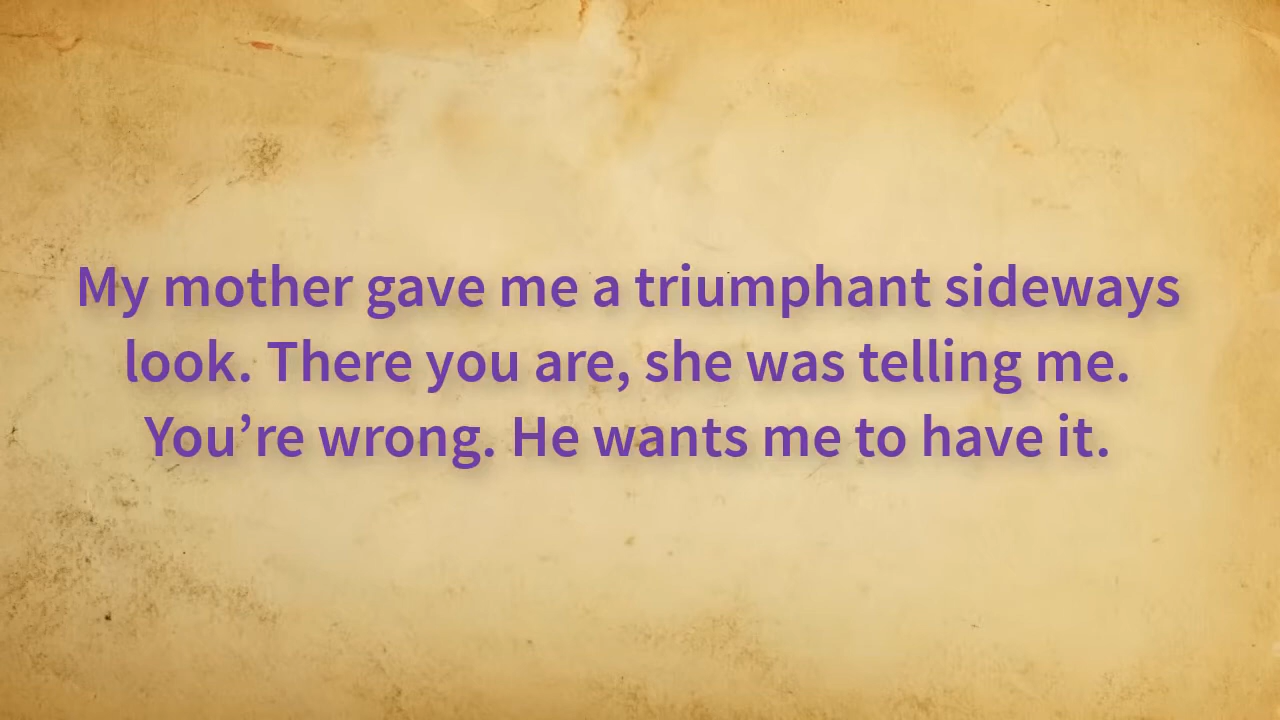 My mother gave me a triumphant sideways
look. There you are, she was telling me.
You’re wrong. He wants me to have it.